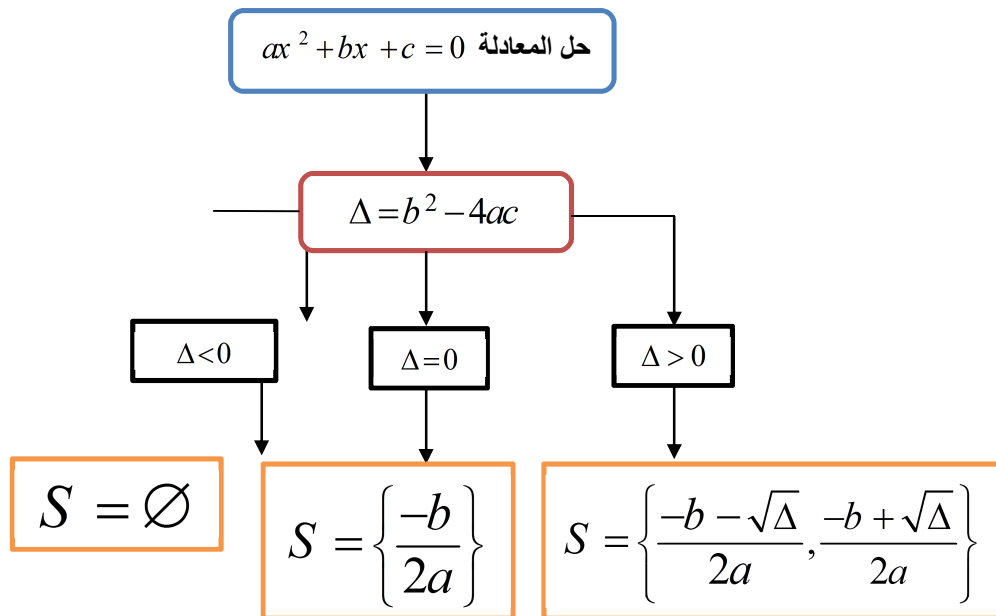 حل المعادلة ax² + bx + c = 0
Δ = b² − 4ac
Δ < 0
Δ = 0
Δ > 0
S = ∅
S = {−b / 2a}
S = {(−b − √Δ) / 2a , (−b + √Δ) / 2a}